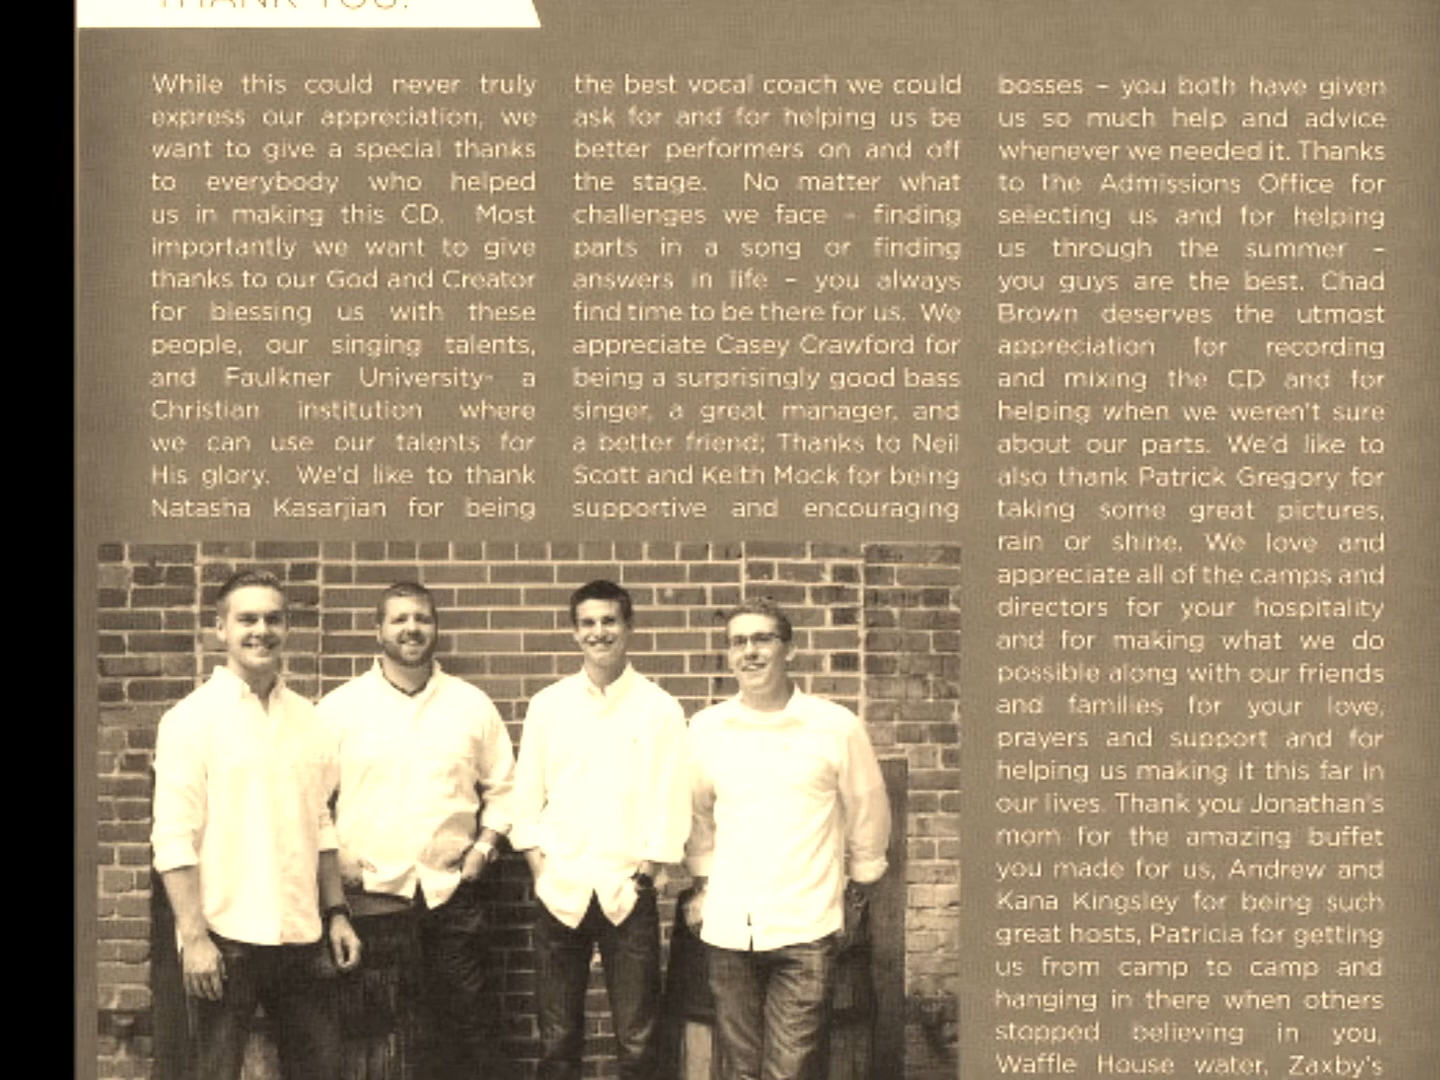 THANK YOU!
While this could never truly
express our appreciation, we
want to give a special thanks
to everybody who helped
us in making this CD. Most
importantly we want to give
thanks to our God and Creator
for blessing us with these
people, our singing talents,
and Faulkner University- a
Christian institution where
we can use our talents for
His glory. We'd like to thank
Natasha Kasarjian for being
the best vocal coach we could
ask for and for helping us be
better performers on and off
the stage. No matter what
challenges we face – finding
parts in a song or finding
answers in life – you always
find time to be there for us. We
appreciate Casey Crawford for
being a surprisingly good bass
singer, a great manager, and
a better friend; Thanks to Neil
Scott and Keith Mock for being
supportive and encouraging
bosses – you both have given
us so much help and advice
whenever we needed it. Thanks
to the Admissions Office for
selecting us and for helping
us through the summer –
you guys are the best. Chad
Brown deserves the utmost
appreciation for recording
and mixing the CD and for
helping when we weren't sure
about our parts. We'd like to
also thank Patrick Gregory for
taking some great pictures,
rain or shine. We love and
appreciate all of the camps and
directors for your hospitality
and for making what we do
possible along with our friends
and families for your love,
prayers and support and for
helping us making it this far in
our lives. Thank you Jonathan's
mom for the amazing buffet
you made for us, Andrew and
Kana Kingsley for being such
great hosts, Patricia for getting
us from camp to camp and
hanging in there when others
stopped believing in you,
Waffle House water, Zaxby's